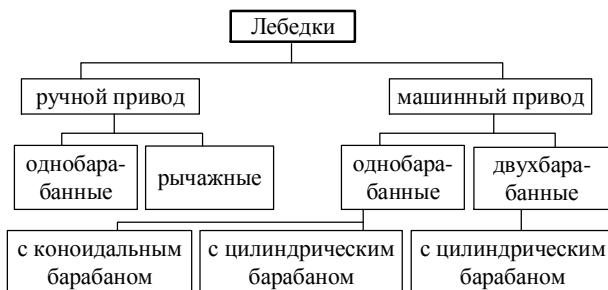 Лебедки
ручной привод
машинный привод
однобара-
банные
рычажные
однобара-
банные
двухбара-
банные
с коноидальным
барабаном
с цилиндрическим
барабаном
с цилиндрическим
барабаном